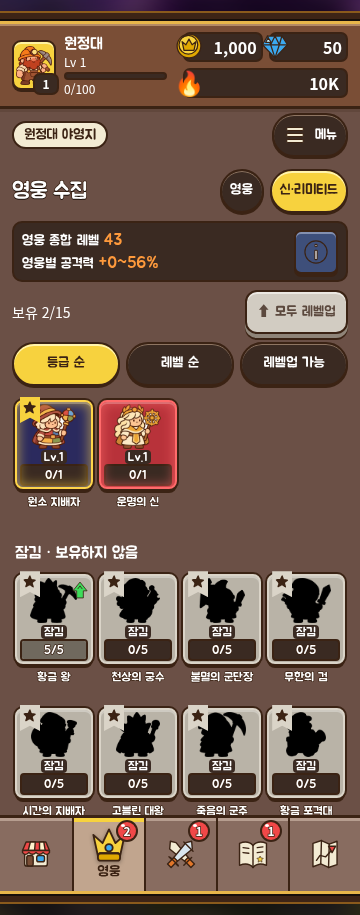 원정대
Lv 1
1
0/100
1,000
50
10K
원정대 야영지
메뉴
영웅 수집
영웅
신·리미티드
영웅 종합 레벨 43
영웅별 공격력 +0~56%
보유 2/15
모두 레벨업
등급 순
레벨 순
레벨업 가능
Lv.1
Lv.1
0/1
0/1
원소 지배자
운명의 신
잠김 · 보유하지 않음
잠김
잠김
잠김
잠김
5/5
0/5
0/5
0/5
황금 왕
천상의 궁수
불멸의 군단장
무한의 검
잠김
잠김
잠김
잠김
0/5
0/5
0/5
0/5
시간의 지배자
고블린 대왕
죽음의 군주
황금 포격대
2
1
1
영웅